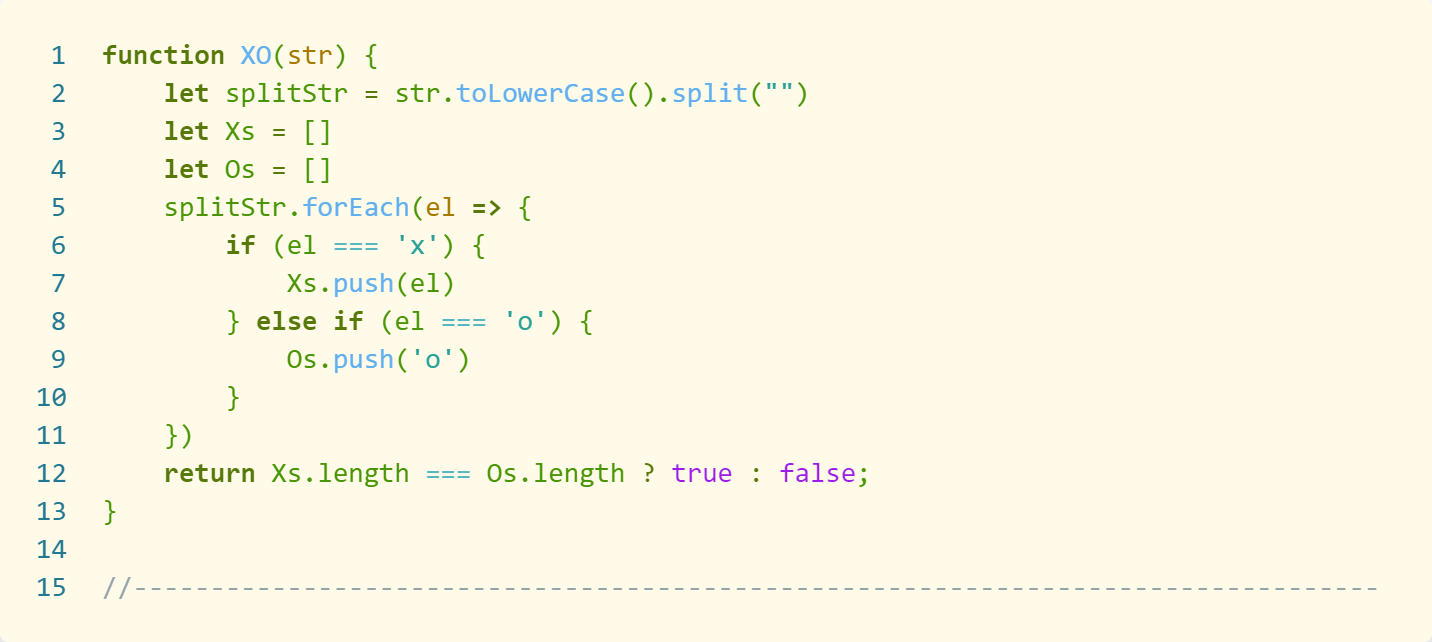 1 function XO(str) {
2     let splitStr = str.toLowerCase().split("")
3     let Xs = []
4     let Os = []
5     splitStr.forEach(el => {
6         if (el === 'x') {
7             Xs.push(el)
8         } else if (el === 'o') {
9             Os.push('o')
10         }
11     })
12     return Xs.length === Os.length ? true : false;
13 }
14
15 //---------------------------------------------------------------------------------